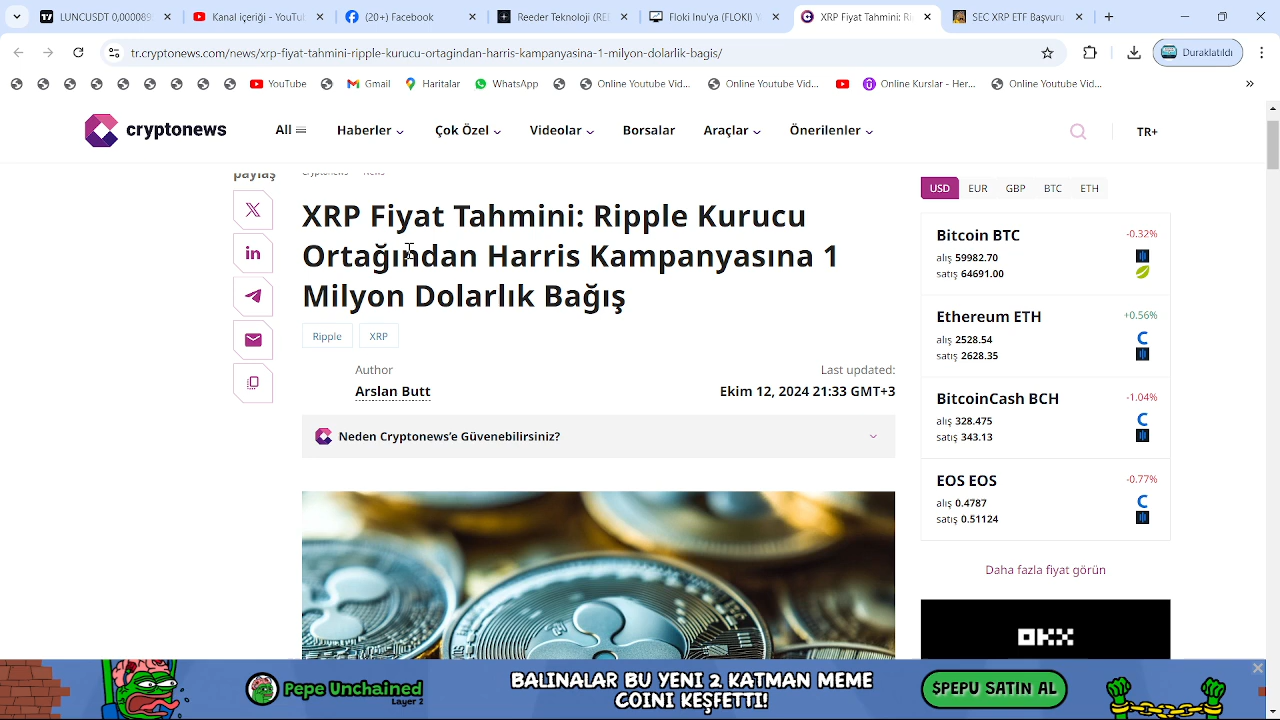 LUNCUSDT 0.000089
Kanal içeriği - YouTul
(20+) Facebook
Reeder Teknoloji (REE
Floki Inuya (FLOKI)
XRP Fiyat Tahmini: Ri
SEC XRP ETF Başvuru
tr.cryptonews.com/news/xrp-fiyat-tahmini-ripple-kurucu-ortagindan-harris-kampanyasina-1-milyon-dolarlik-bagis/
Duraklatıldı
YouTube
Gmail
Haritalar
WhatsApp
Online Youtube Vid...
Online Youtube Vid...
Online Kurslar - Her...
Online Youtube Vid...
cryptonews
All
Haberler
Çok Özel
Videolar
Borsalar
Araçlar
Önerilenler
TR+
paylaş
Cryptonews
News
XRP Fiyat Tahmini: Ripple Kurucu
Ortağından Harris Kampanyasına 1
Milyon Dolarlık Bağış
Ripple
XRP
Author
Arslan Butt
Last updated:
Ekim 12, 2024 21:33 GMT+3
Neden Cryptonews'e Güvenebilirsiniz?
USD EUR GBP BTC ETH
Bitcoin BTC
-0.32%
alış 59982.70
satış 64691.00
Ethereum ETH
+0.56%
alış 2528.54
satış 2628.35
BitcoinCash BCH
-1.04%
alış 328.475
satış 343.13
EOS EOS
-0.77%
alış 0.4787
satış 0.51124
Daha fazla fiyat görün
OKX
Pepe Unchained
Layer 2
BALINALAR BU YENI 2 KATMAN MEME
COINI KEŞFETTI!
$PEPU SATIN AL